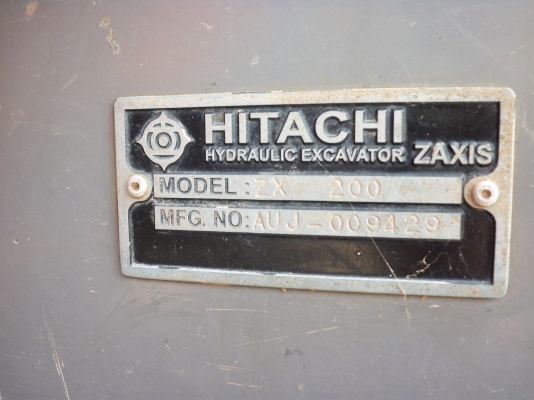 HITACHI
HYDRAULIC EXCAVATOR ZAXIS
MODEL: ZX 200
MFG. NO: AUJ-009429